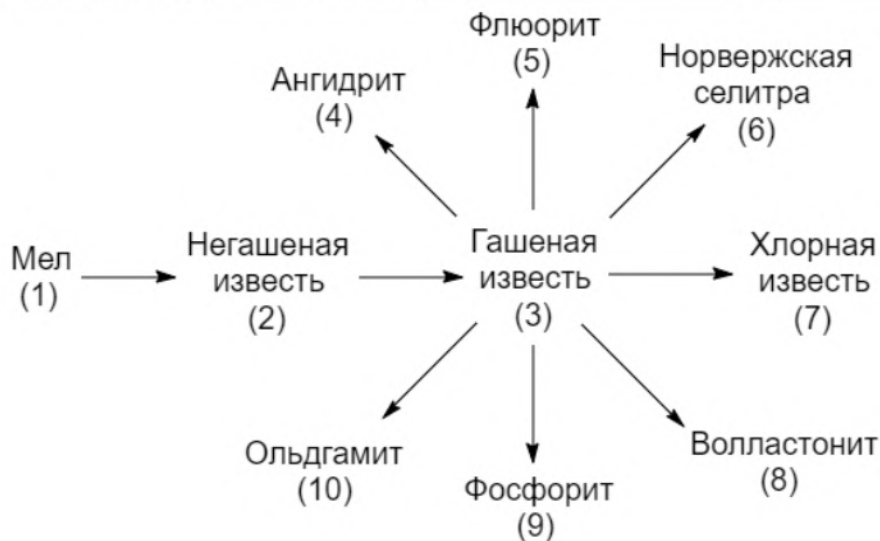 Флюорит
(5)
Норвержская
селитра
(6)
Ангидрит
(4)
Мел
(1)
Негашеная
известь
(2)
Гашеная
известь
(3)
Хлорная
известь
(7)
Ольдгамит
(10)
Фосфорит
(9)
Волластонит
(8)